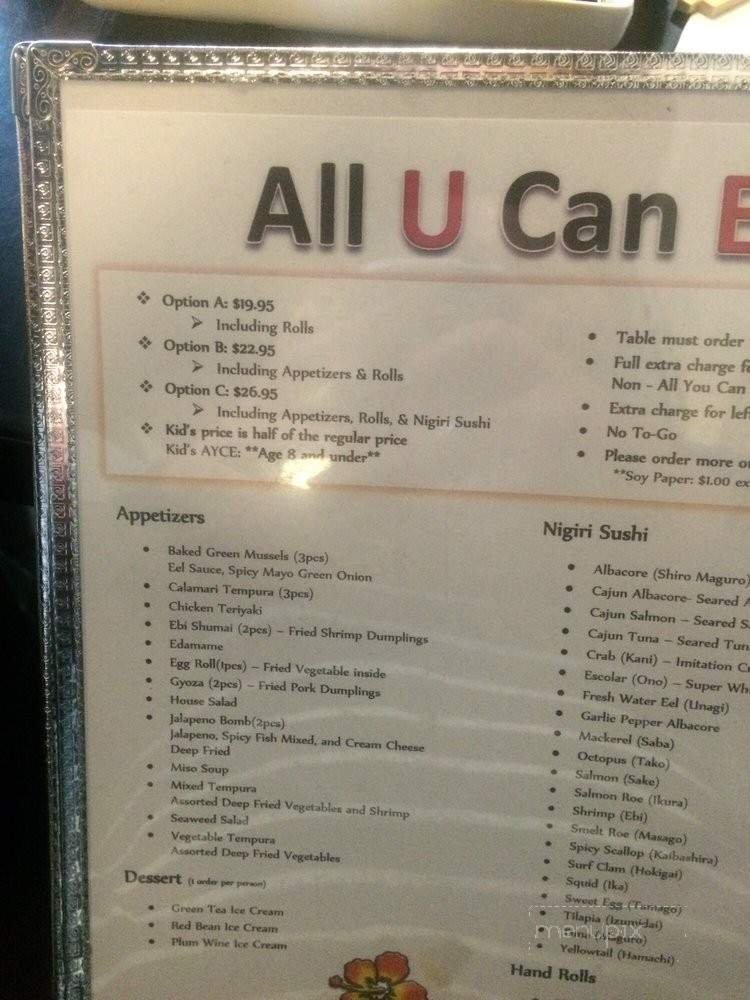 All U Can E
❖ Option A: $19.95
➢ Including Rolls
❖ Option B: $22.95
➢ Including Appetizers & Rolls
❖ Option C: $26.95
➢ Including Appetizers, Rolls, & Nigiri Sushi
❖ Kid's price is half of the regular price
Kid's AYCE: **Age 8 and under**
• Table must order
• Full extra charge fo
Non - All You Can
• Extra charge for lef
• No To-Go
• Please order more o
**Soy Paper: $1.00 ex
Appetizers
• Baked Green Mussels (3pcs)
Eel Sauce, Spicy Mayo Green Onion
• Calamari Tempura (3pcs)
• Chicken Teriyaki
• Ebi Shumai (2pcs) – Fried Shrimp Dumplings
• Edamame
• Egg Roll(1pcs) – Fried Vegetable inside
• Gyoza (2pcs) – Fried Pork Dumplings
• House Salad
• Jalapeno Bomb(2pcs)
Jalapeno, Spicy Fish Mixed, and Cream Cheese
Deep Fried
• Miso Soup
• Mixed Tempura
Assorted Deep Fried Vegetables and Shrimp
• Seaweed Salad
• Vegetable Tempura
Assorted Deep Fried Vegetables
Dessert (1 order per person)
• Green Tea Ice Cream
• Red Bean Ice Cream
• Plum Wine Ice Cream
Nigiri Sushi
• Albacore (Shiro Maguro)
• Cajun Albacore- Seared A
• Cajun Salmon – Seared S
• Cajun Tuna – Seared Tun
• Crab (Kani) – Imitation Cr
• Escolar (Ono) – Super Wh
• Fresh Water Eel (Unagi)
• Garlic Pepper Albacore
• Mackerel (Saba)
• Octopus (Tako)
• Salmon (Sake)
• Salmon Roe (Ikura)
• Shrimp (Ebi)
• Smelt Roe (Masago)
• Spicy Scallop (Kaibashira)
• Surf Clam (Hokigai)
• Squid (Ika)
• Sweet Egg (Tamago)
• Tilapia (Izumidai)
• Tuna (Maguro)
• Yellowtail (Hamachi)
Hand Rolls
menupix